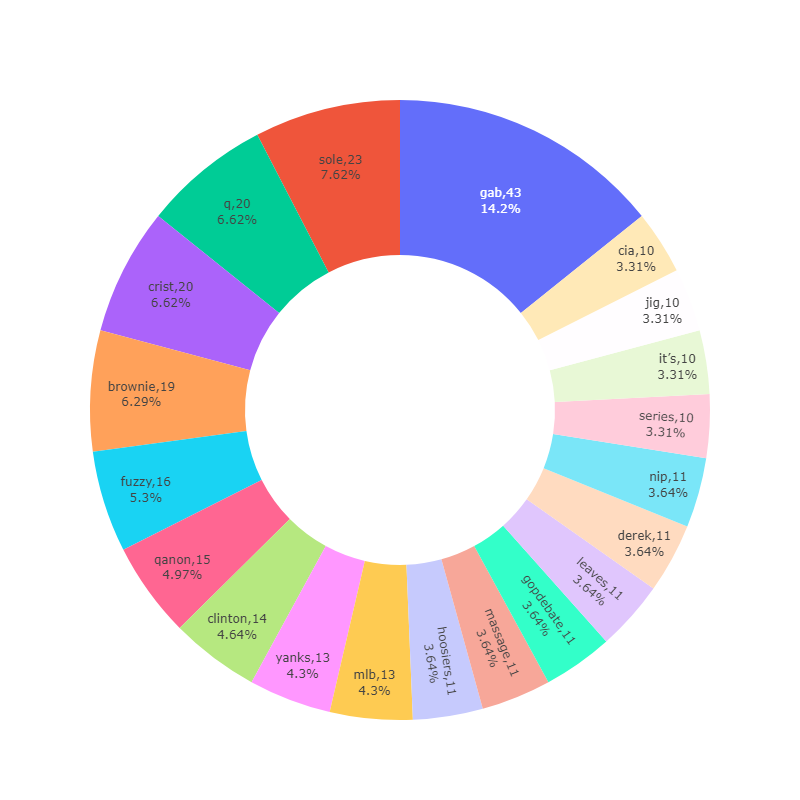 gab,43
14.2%
cia,10
3.31%
jig,10
3.31%
it’s,10
3.31%
series,10
3.31%
nip,11
3.64%
derek,11
3.64%
leaves,11
3.64%
gopdebate,11
3.64%
massage,11
3.64%
hoosiers,11
3.64%
mlb,13
4.3%
yanks,13
4.3%
clinton,14
4.64%
qanon,15
4.97%
fuzzy,16
5.3%
brownie,19
6.29%
crist,20
6.62%
q,20
6.62%
sole,23
7.62%